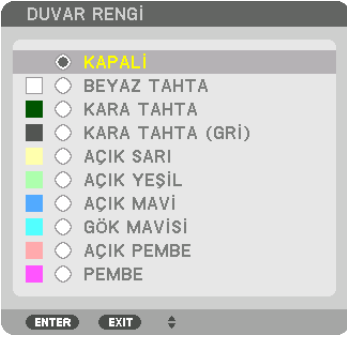 DUVAR RENGİ
KAPALİ
BEYAZ TAHTA
KARA TAHTA
KARA TAHTA (GRİ)
AÇIK SARI
AÇIK YEŞİL
AÇIK MAVİ
GÖK MAVİSİ
AÇIK PEMBE
PEMBE
ENTER EXIT